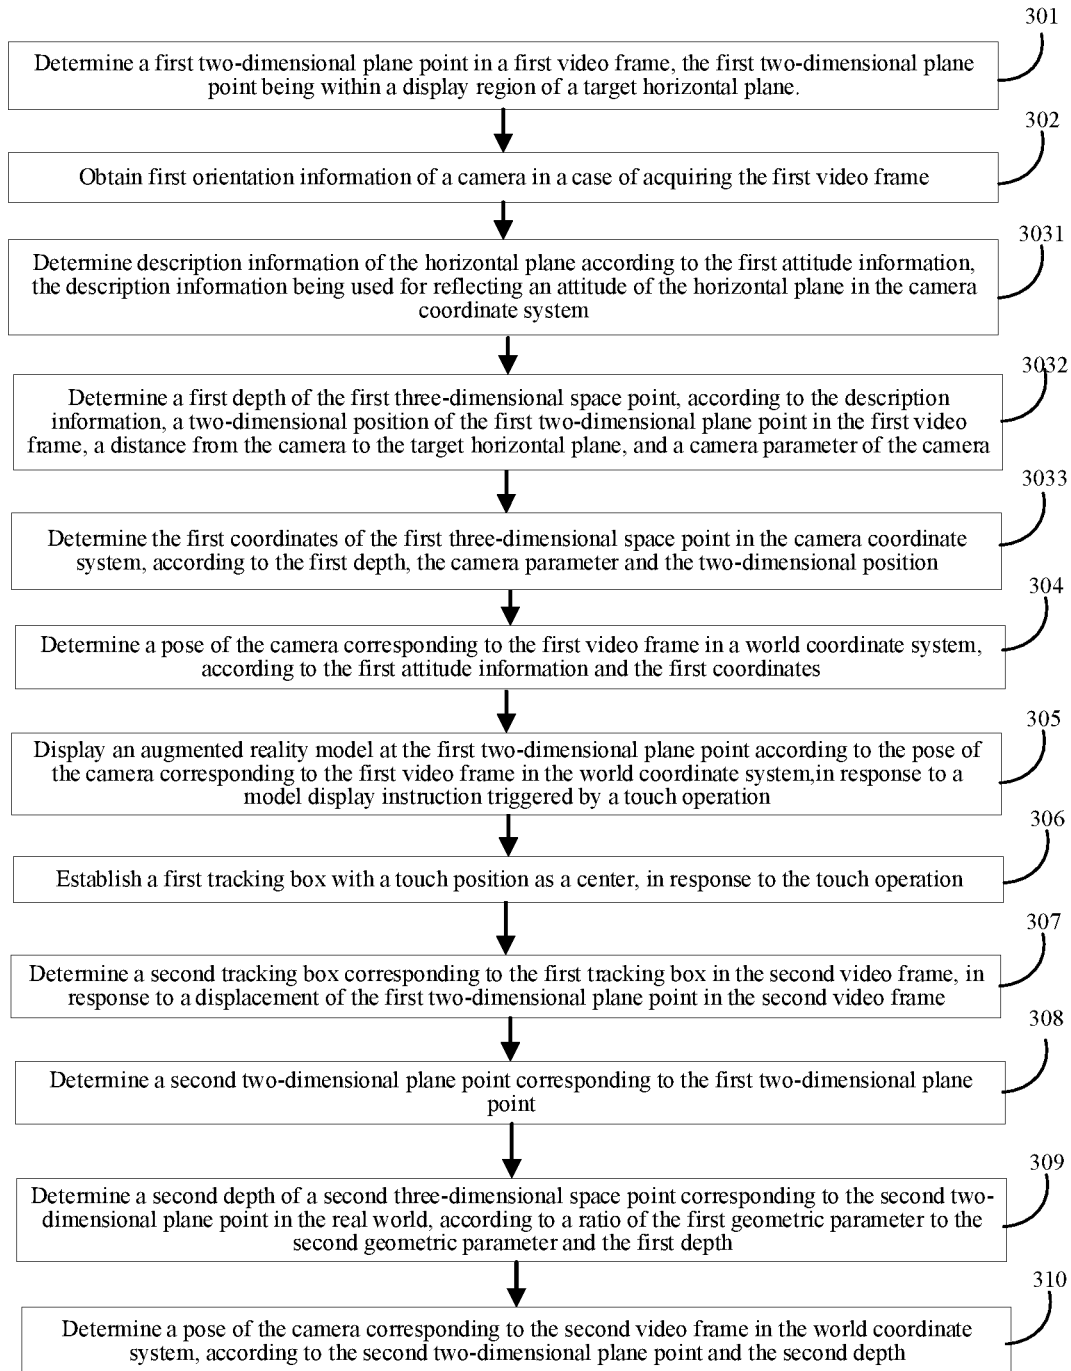 301
Determine a first two-dimensional plane point in a first video frame, the first two-dimensional plane
point being within a display region of a target horizontal plane.
302
Obtain first orientation information of a camera in a case of acquiring the first video frame
3031
Determine description information of the horizontal plane according to the first attitude information,
the description information being used for reflecting an attitude of the horizontal plane in the camera
coordinate system
3032
Determine a first depth of the first three-dimensional space point, according to the description
information, a two-dimensional position of the first two-dimensional plane point in the first video
frame, a distance from the camera to the target horizontal plane, and a camera parameter of the camera
3033
Determine the first coordinates of the first three-dimensional space point in the camera coordinate
system, according to the first depth, the camera parameter and the two-dimensional position
304
Determine a pose of the camera corresponding to the first video frame in a world coordinate system,
according to the first attitude information and the first coordinates
305
Display an augmented reality model at the first two-dimensional plane point according to the pose of
the camera corresponding to the first video frame in the world coordinate system,in response to a
model display instruction triggered by a touch operation
306
Establish a first tracking box with a touch position as a center, in response to the touch operation
307
Determine a second tracking box corresponding to the first tracking box in the second video frame, in
response to a displacement of the first two-dimensional plane point in the second video frame
308
Determine a second two-dimensional plane point corresponding to the first two-dimensional plane
point
309
Determine a second depth of a second three-dimensional space point corresponding to the second two-
dimensional plane point in the real world, according to a ratio of the first geometric parameter to the
second geometric parameter and the first depth
310
Determine a pose of the camera corresponding to the second video frame in the world coordinate
system, according to the second two-dimensional plane point and the second depth